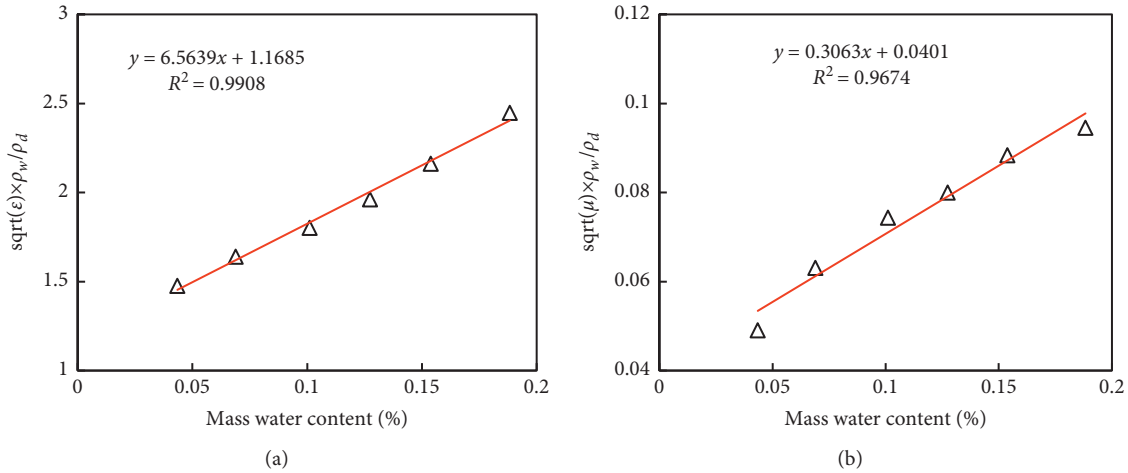 3
2.5
2
1.5
1
sqrt(ε)×ρw/ρd
y = 6.5639x + 1.1685
R² = 0.9908
0 0.05 0.1 0.15 0.2
Mass water content (%)
(a)
0.12
0.1
0.08
0.06
0.04
sqrt(μ)×ρw/ρd
y = 0.3063x + 0.0401
R² = 0.9674
0 0.05 0.1 0.15 0.2
Mass water content (%)
(b)